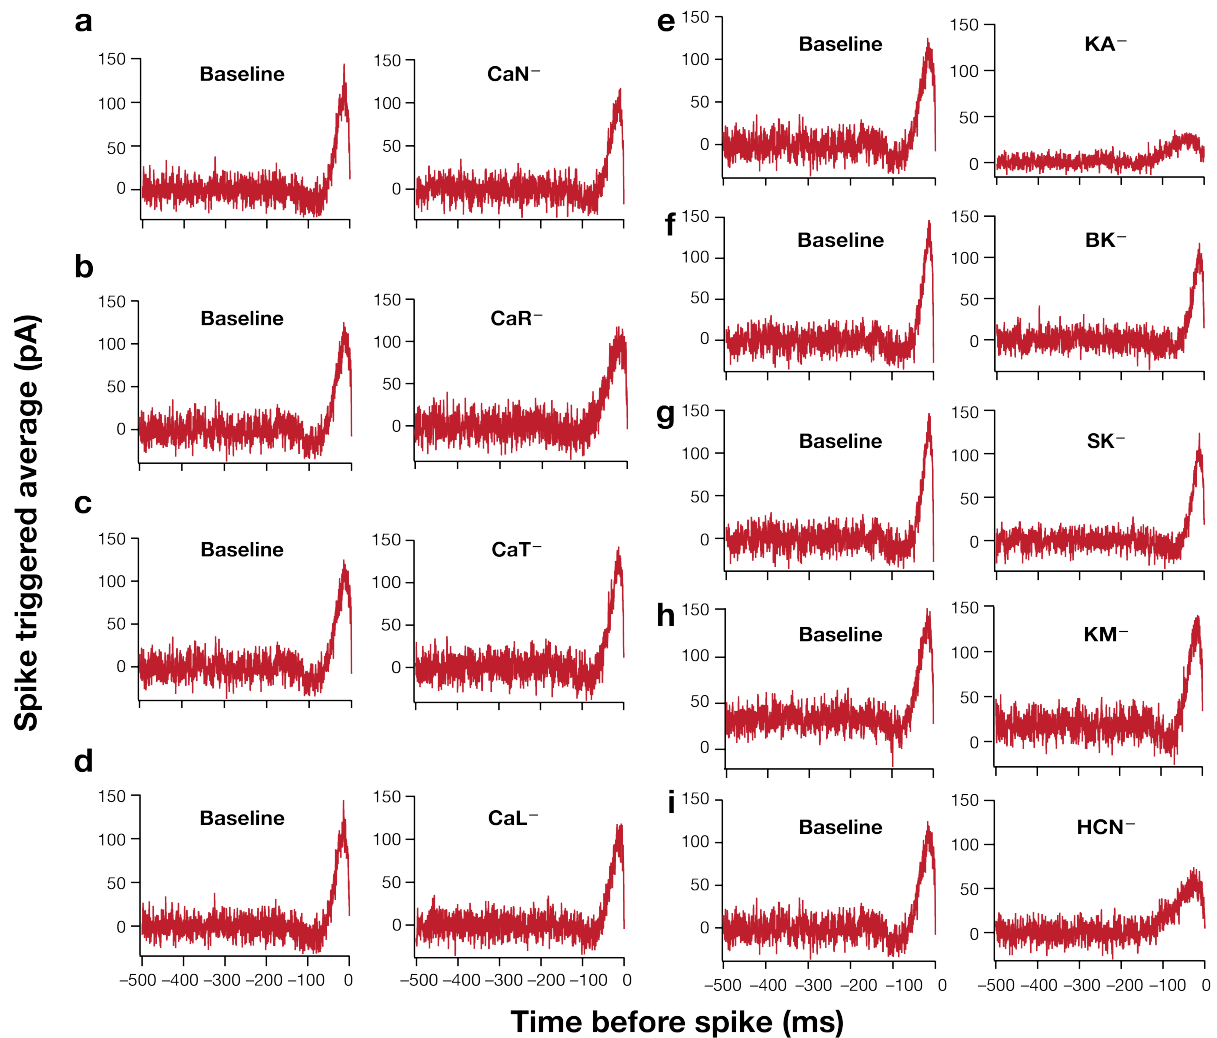 a
150
100
50
0
Baseline
150
100
50
0
CaN−
b
150
100
50
0
Baseline
150
100
50
0
CaR−
c
150
100
50
0
Baseline
150
100
50
0
CaT−
d
150
100
50
0
Baseline
−500 −400 −300 −200 −100 0
150
100
50
0
CaL−
−500 −400 −300 −200 −100 0
e
150
100
50
0
Baseline
150
100
50
0
KA−
f
150
100
50
0
Baseline
150
100
50
0
BK−
g
150
100
50
0
Baseline
150
100
50
0
SK−
h
150
100
50
0
Baseline
150
100
50
0
KM−
i
150
100
50
0
Baseline
−500 −400 −300 −200 −100 0
150
100
50
0
HCN−
−500 −400 −300 −200 −100 0
Spike triggered average (pA)
Time before spike (ms)